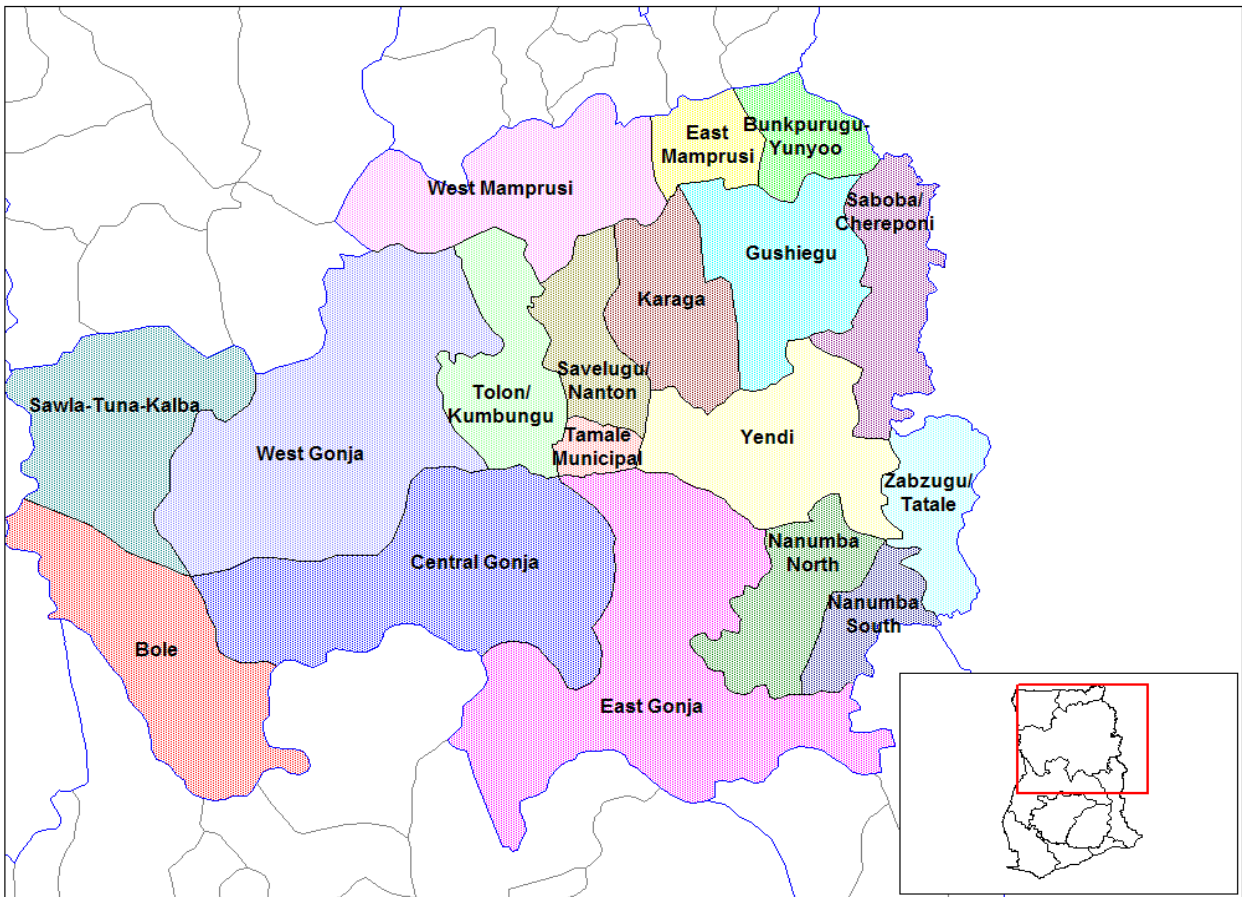 East
Mamprusi
Bunkpurugu-
Yunyoo
West Mamprusi
Saboba/
Chereponi
Gushiegu
Karaga
Savelugu/
Nanton
Tolon/
Kumbungu
Sawla-Tuna-Kalba
West Gonja
Tamale
Municipal
Yendi
Zabzugu/
Tatale
Nanumba
North
Central Gonja
Nanumba
South
Bole
East Gonja